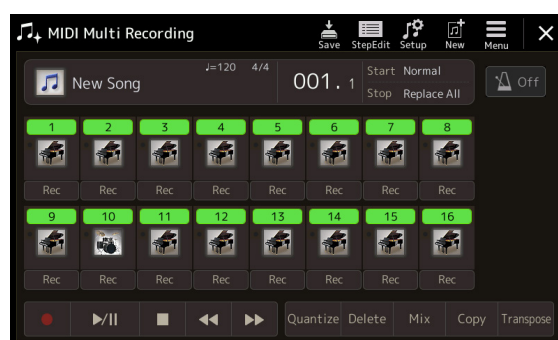 MIDI Multi Recording
Save StepEdit Setup New Menu
New Song
♩=120 4/4
001. 1
Start Normal
Stop Replace All
Off
1 2 3 4 5 6 7 8
Rec Rec Rec Rec Rec Rec Rec Rec
9 10 11 12 13 14 15 16
Rec Rec Rec Rec Rec Rec Rec Rec
Quantize Delete Mix Copy Transpose